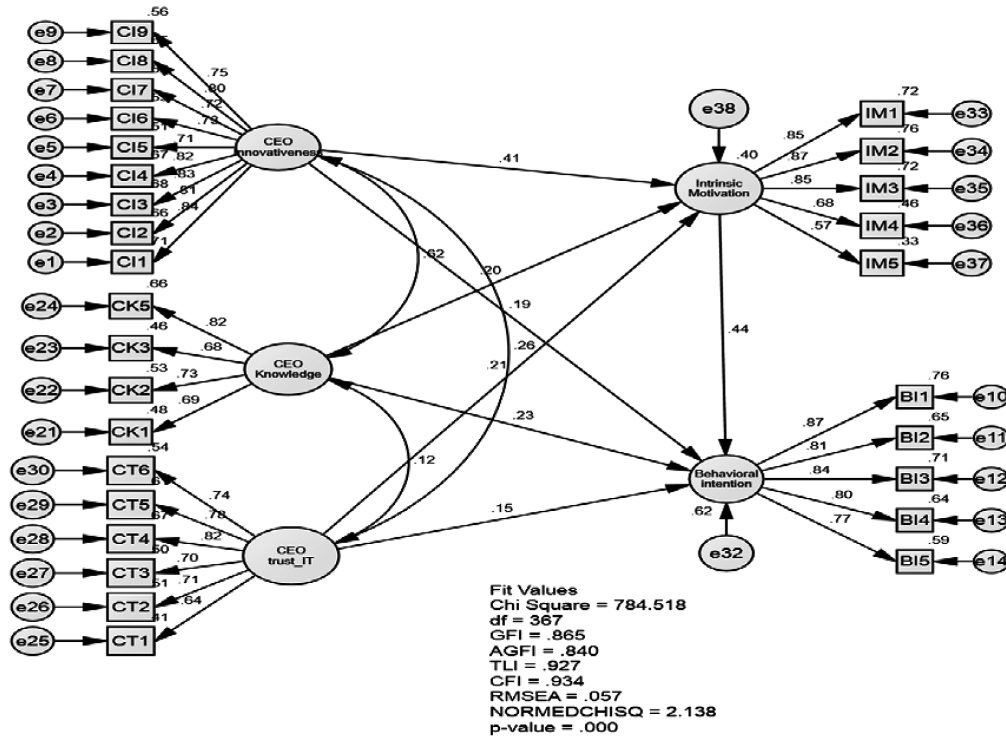 .56
e9 CI9
e8 CI8
.75
.80
e7 CI7
.72
e6 CI6
.73
.51
e5 CI5
.71
.67
e4 CI4
.82
.68
.83
e3 CI3
.81
.66
e2 CI2
.84
.71
e1 CI1
CEO
Innovativeness
.66
e24 CK5
.82
.46
e23 CK3
.68
.53
e22 CK2
.73
.48
.69
e21 CK1
CEO
Knowledge
.54
e30 CT6
.74
e29 CT5
.78
.67
e28 CT4
.82
.60
e27 CT3
.70
.51
.71
e26 CT2
.64
.41
e25 CT1
CEO
trust_IT
.41
.62
.20
.19
.26
.21
.23
.12
.15
.44
e38
.40
Intrinsic
Motivation
.72
.85
IM1 e33
.76
.87
IM2 e34
.72
.85
IM3 e35
.46
.68
IM4 e36
.57
.33
IM5 e37
Behavioral
Intention
.62
e32
.76
BI1 e10
.87
.65
.81
BI2 e11
.71
.84
BI3 e12
.80
.64
BI4 e13
.77
.59
BI5 e14
Fit Values
Chi Square = 784.518
df = 367
GFI = .865
AGFI = .840
TLI = .927
CFI = .934
RMSEA = .057
NORMEDCHISQ = 2.138
p-value = .000